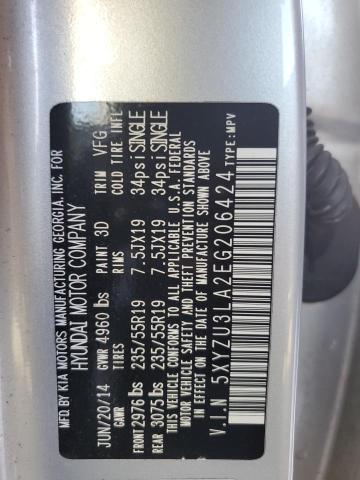 MFD.BY KIA MOTORS MANUFACTURING GEORGIA, INC. FOR
HYUNDAI MOTOR COMPANY
JUN/20/14 GVWR 4960 lbs PAINT 3D TRIM VFG
GAWR TIRES RIMS COLD TIRE INFL
FRONT 2976 lbs 235/55R19 7.5JX19 34psi SINGLE
REAR 3075 lbs 235/55R19 7.5JX19 34psi SINGLE
THIS VEHICLE CONFORMS TO ALL APPLICABLE U.S.A. FEDERAL
MOTOR VEHICLE SAFETY STANDARDS
IN EFFECT ON THE DATE OF MANUFACTURE SHOWN ABOVE
V.I.N 5XYZU3LA2EG206424 TYPE:MPV